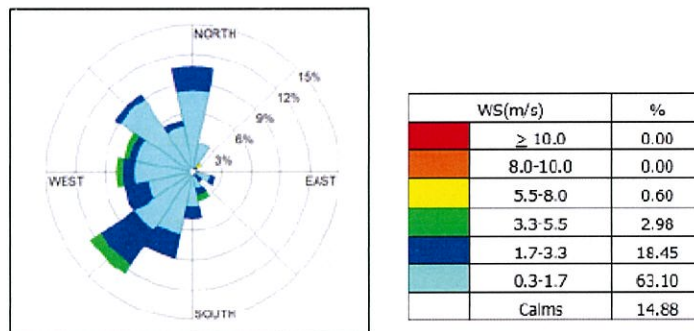 NORTH
15%
12%
9%
6%
3%
WEST
EAST
SOUTH
WS(m/s) %
≥ 10.0 0.00
8.0-10.0 0.00
5.5-8.0 0.60
3.3-5.5 2.98
1.7-3.3 18.45
0.3-1.7 63.10
Calms 14.88